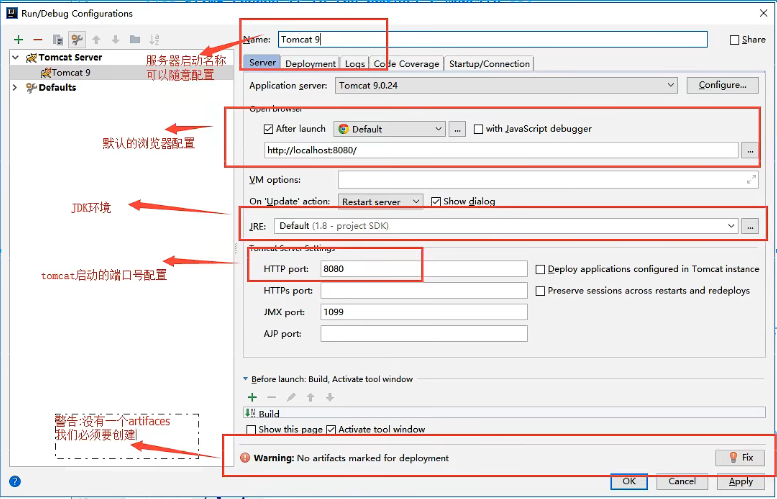 Run/Debug Configurations
Name: Tomcat 9
Share
Tomcat Server
Tomcat 9
Defaults
服务器启动名称
可以随意配置
Server Deployment Logs Code Coverage Startup/Connection
Application server: Tomcat 9.0.24 Configure...
Open browser
After launch Default ... with JavaScript debugger
http://localhost:8080/ ...
默认的浏览器配置
VM options:
On 'Update' action: Restart server Show dialog
JDK环境
JRE: Default (1.8 - project SDK) ...
Tomcat Server Settings
tomcat启动的端口号配置
HTTP port: 8080 Deploy applications configured in Tomcat instance
HTTPs port: Preserve sessions across restarts and redeploys
JMX port: 1099
AJP port:
Before launch: Build, Activate tool window
Build
Show this page Activate tool window
警告:没有一个artifaces
我们必须要创建
Warning: No artifacts marked for deployment Fix
? OK Cancel Apply